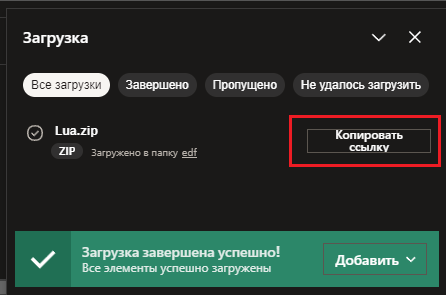 Загрузка
Все загрузки Завершено Пропущено Не удалось загрузить
Lua.zip
ZIP Загружено в папку edf
Копировать
ссылку
Загрузка завершена успешно!
Все элементы успешно загружены
Добавить